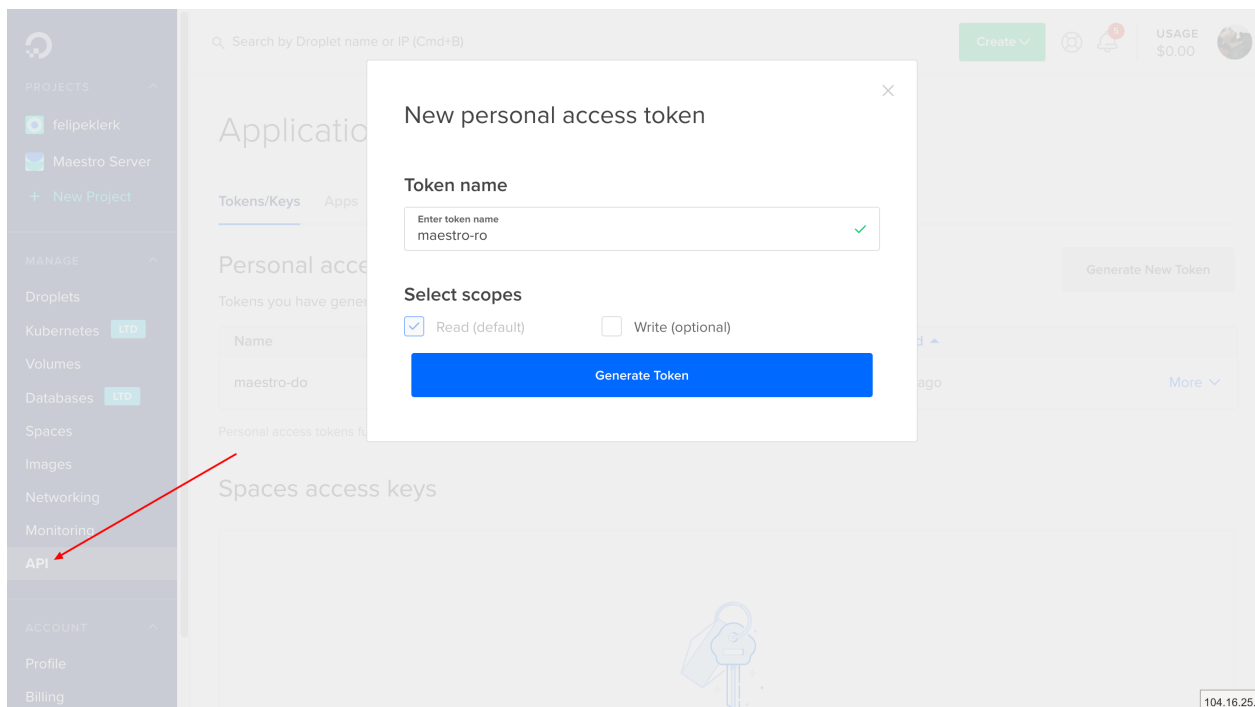 Search by Droplet name or IP (Cmd+B)
Create
5
USAGE
$0.00
PROJECTS
felipeklerk
Maestro Server
+ New Project
MANAGE
Droplets
Kubernetes LTD
Volumes
Databases LTD
Spaces
Images
Networking
Monitoring
API
ACCOUNT
Profile
Billing
Applicatio
Tokens/Keys Apps
Personal acce
Generate New Token
Tokens you have gener
Name
d
maestro-do
ago
More
Personal access tokens fu
Spaces access keys
New personal access token
Token name
Enter token name
maestro-ro
Select scopes
Read (default) Write (optional)
Generate Token
104.16.25.